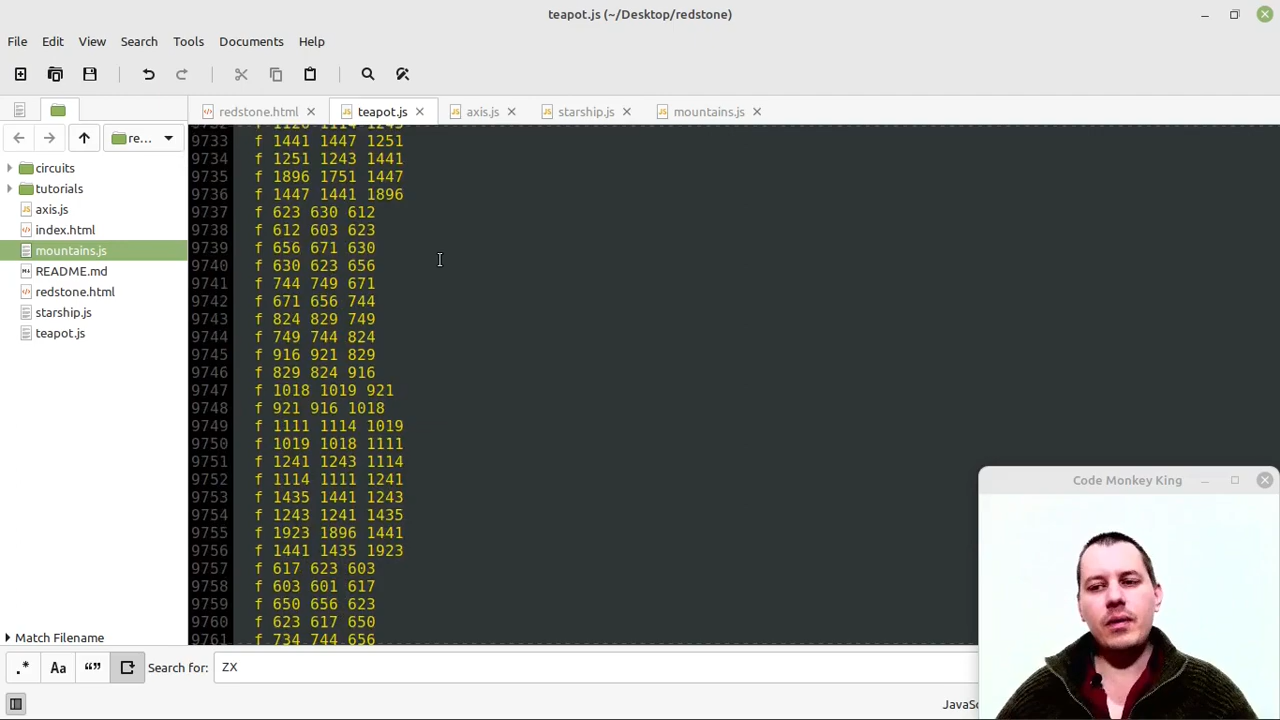 teapot.js (~/Desktop/redstone)
File Edit View Search Tools Documents Help
redstone.html teapot.js axis.js starship.js mountains.js
re...
circuits
tutorials
axis.js
index.html
mountains.js
README.md
redstone.html
starship.js
teapot.js
Match Filename
9732 f 1120 1114 1243
9733 f 1441 1447 1251
9734 f 1251 1243 1441
9735 f 1896 1751 1447
9736 f 1447 1441 1896
9737 f 623 630 612
9738 f 612 603 623
9739 f 656 671 630
9740 f 630 623 656
9741 f 744 749 671
9742 f 671 656 744
9743 f 824 829 749
9744 f 749 744 824
9745 f 916 921 829
9746 f 829 824 916
9747 f 1018 1019 921
9748 f 921 916 1018
9749 f 1111 1114 1019
9750 f 1019 1018 1111
9751 f 1241 1243 1114
9752 f 1114 1111 1241
9753 f 1435 1441 1243
9754 f 1243 1241 1435
9755 f 1923 1896 1441
9756 f 1441 1435 1923
9757 f 617 623 603
9758 f 603 601 617
9759 f 650 656 623
9760 f 623 617 650
9761 f 734 744 656
Code Monkey King
.* Aa “” Search for: ZX